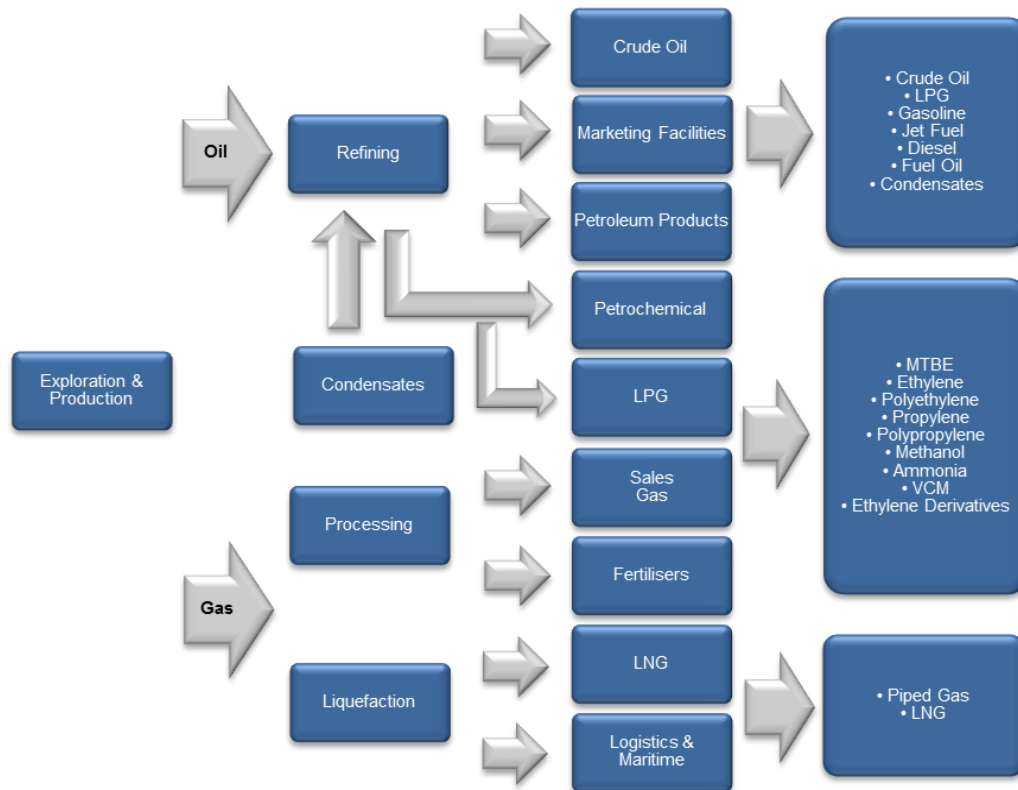 Exploration &
Production
Oil
Gas
Refining
Condensates
Processing
Liquefaction
Crude Oil
Marketing Facilities
Petroleum Products
Petrochemical
LPG
Sales
Gas
Fertilisers
LNG
Logistics &
Maritime
• Crude Oil
• LPG
• Gasoline
• Jet Fuel
• Diesel
• Fuel Oil
• Condensates
• MTBE
• Ethylene
• Polyethylene
• Propylene
• Polypropylene
• Methanol
• Ammonia
• VCM
• Ethylene Derivatives
• Piped Gas
• LNG